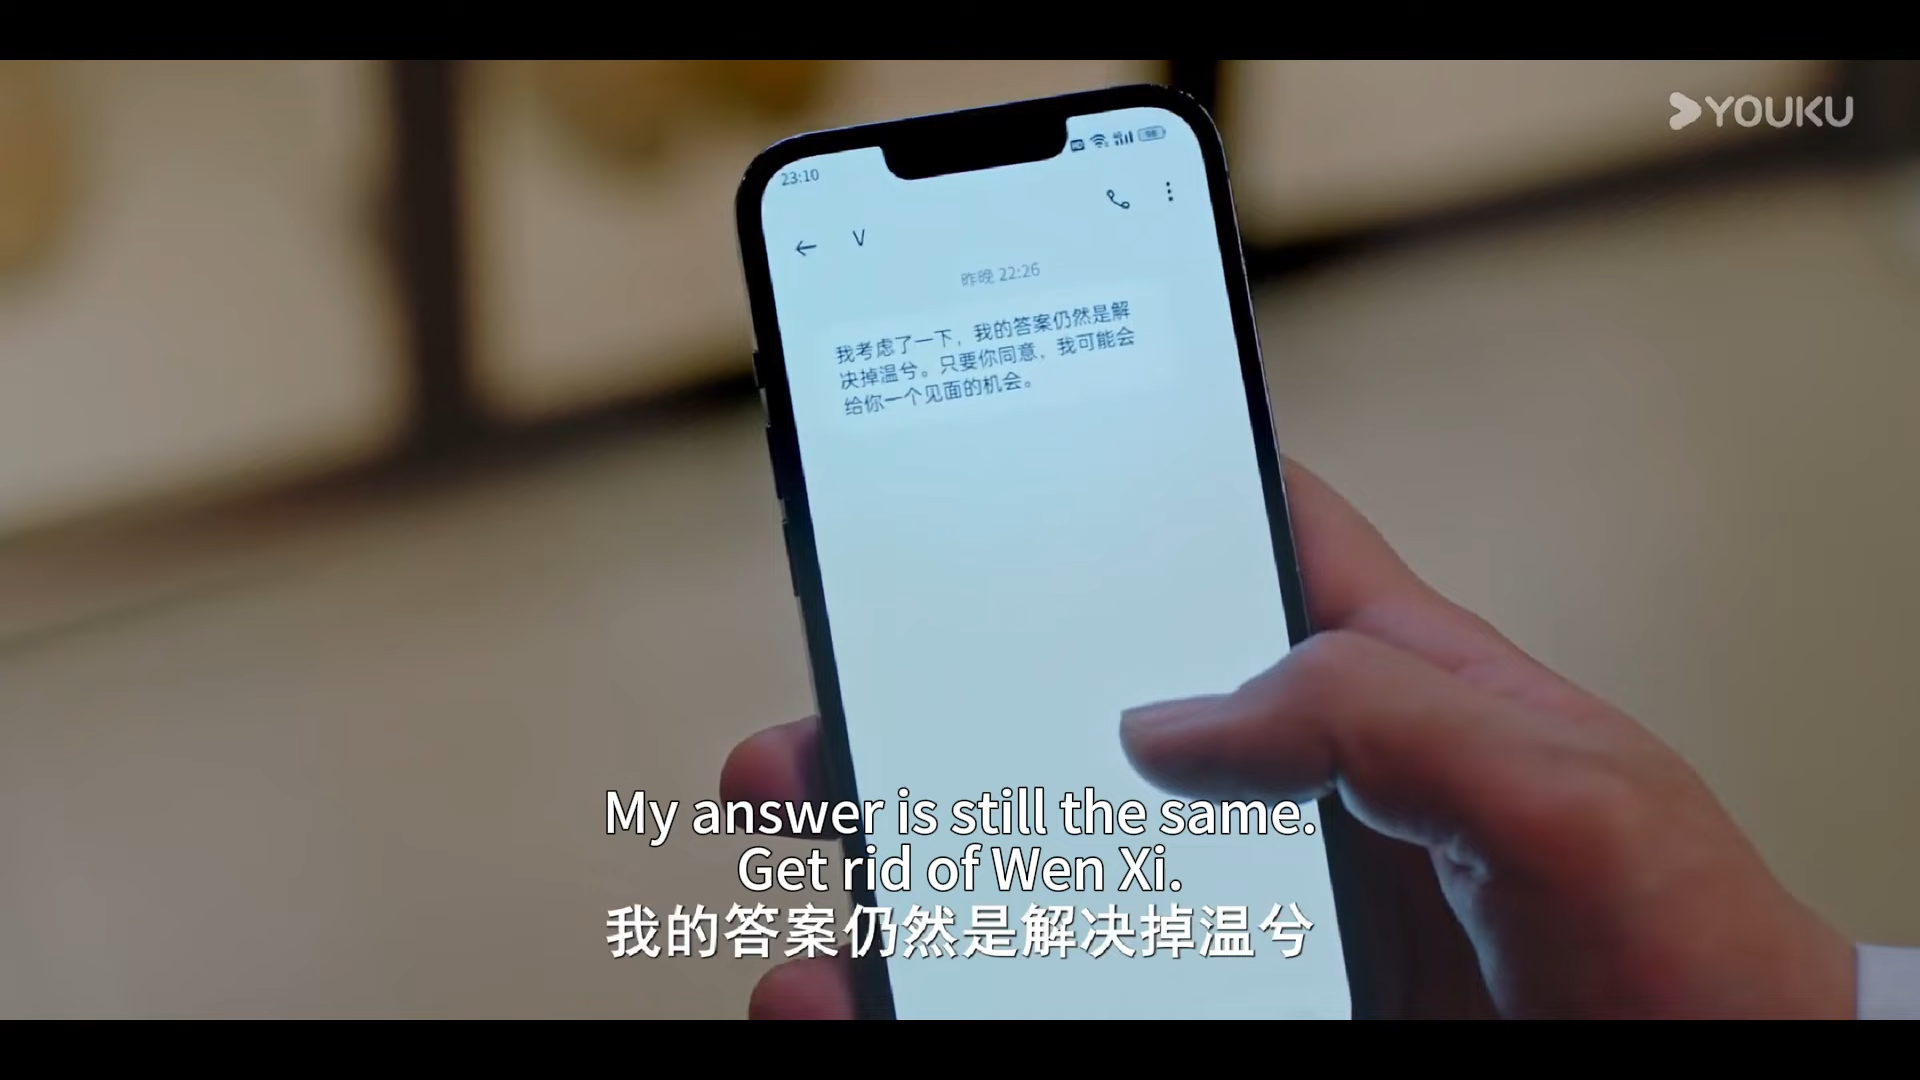 YOUKU
23:10
98
V
昨晚 22:26
我考虑了一下，我的答案仍然是解
决掉温兮。只要你同意，我可能会
给你一个见面的机会。
My answer is still the same.
Get rid of Wen Xi.
我的答案仍然是解决掉温兮